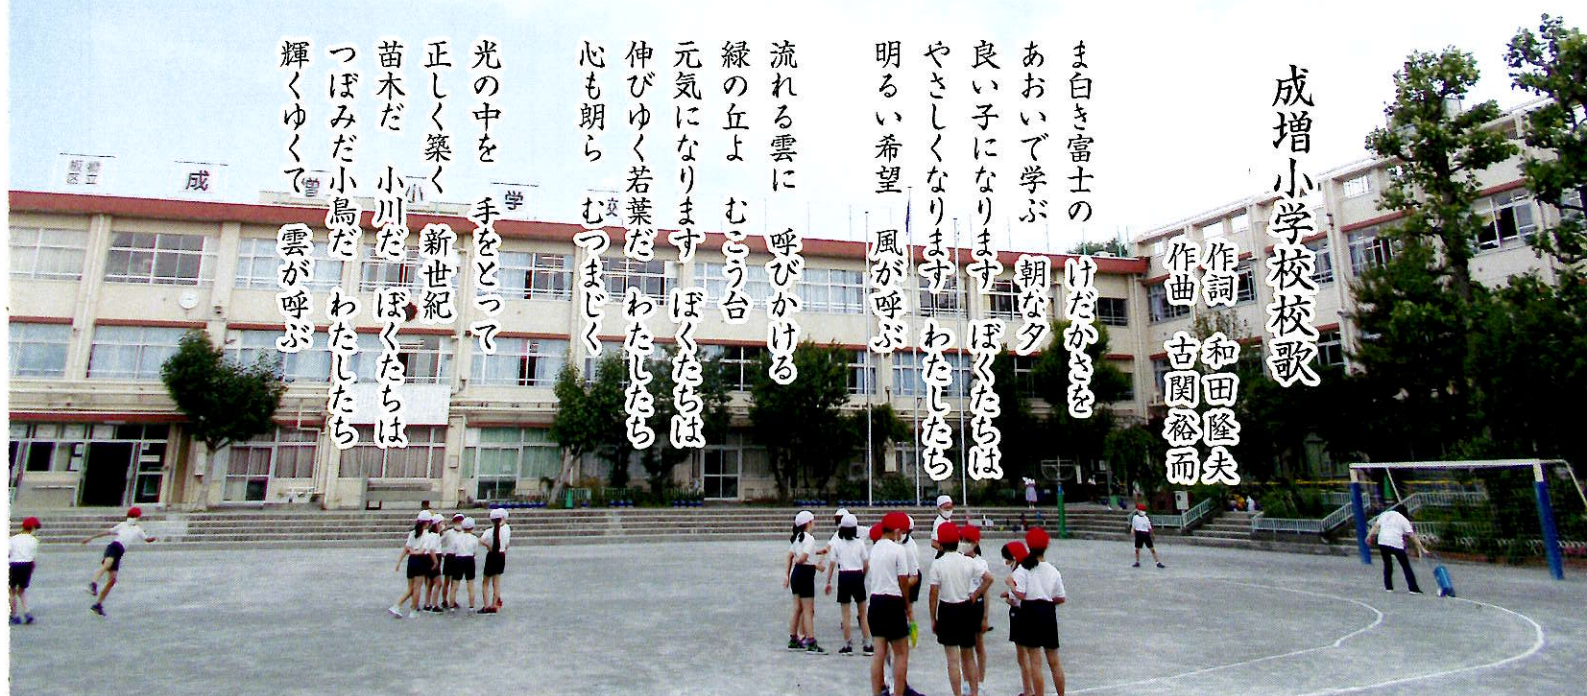 成増小学校校歌
作詞　和田隆夫
作曲　古関裕而
ま白き富士の　けだかさを
あおいで学ぶ　朝な夕
良い子になります　ぼくたちは
やさしくなります　わたしたち
明るい希望　風が呼ぶ
流れる雲に　呼びかける
緑の丘よ　むこう台
元気になります　ぼくたちは
伸びゆく若葉だ　わたしたち
心も朗ら　むつまじく
光の中を　手をとって
正しく築く　新世紀
苗木だ　小川だ　ぼくたちは
つぼみだ小鳥だ　わたしたち
輝くゆくて　雲が呼ぶ
板橋区立
成増小学校